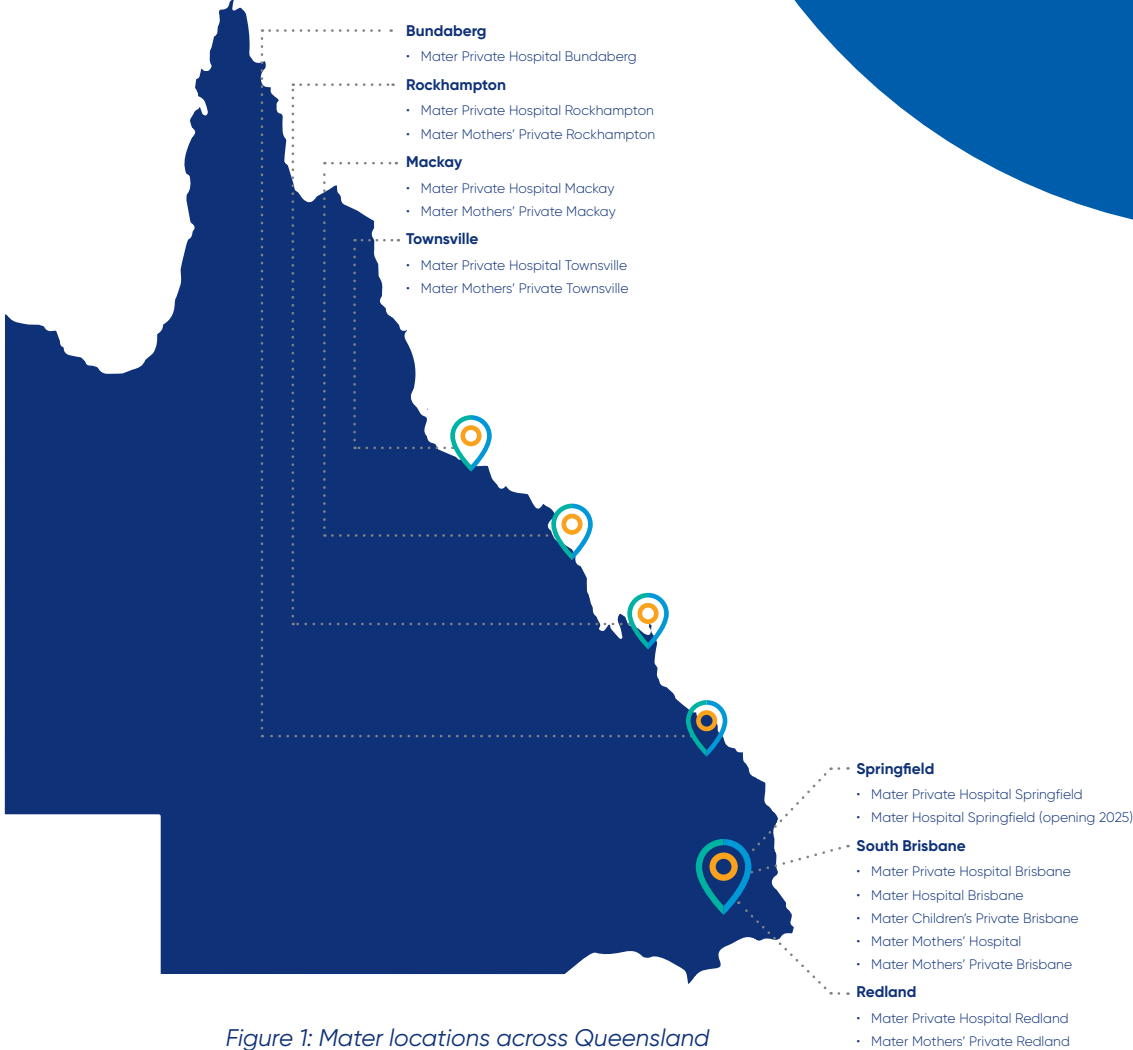 Bundaberg
• Mater Private Hospital Bundaberg
Rockhampton
• Mater Private Hospital Rockhampton
• Mater Mothers’ Private Rockhampton
Mackay
• Mater Private Hospital Mackay
• Mater Mothers’ Private Mackay
Townsville
• Mater Private Hospital Townsville
• Mater Mothers’ Private Townsville
Springfield
• Mater Private Hospital Springfield
• Mater Hospital Springfield (opening 2025)
South Brisbane
• Mater Private Hospital Brisbane
• Mater Hospital Brisbane
• Mater Children’s Private Brisbane
• Mater Mothers’ Hospital
• Mater Mothers’ Private Brisbane
Redland
• Mater Private Hospital Redland
• Mater Mothers’ Private Redland
Figure 1: Mater locations across Queensland